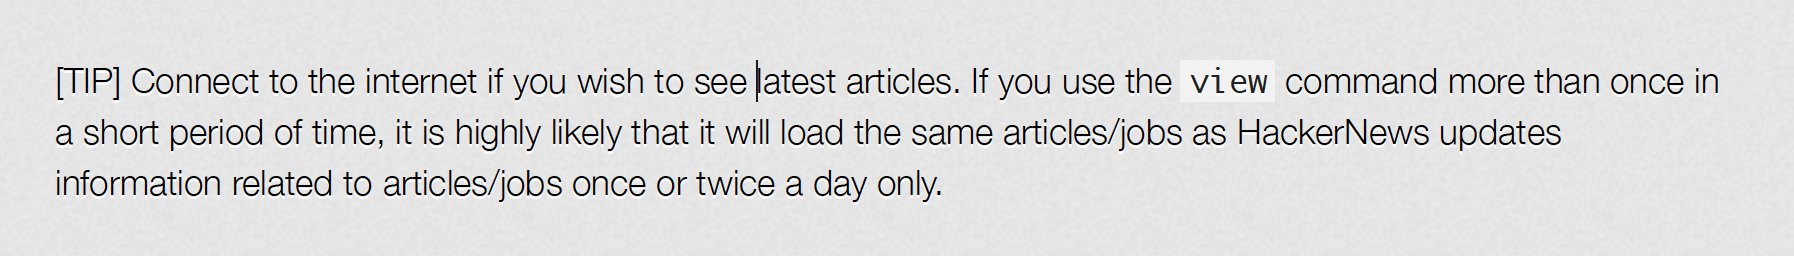 [TIP] Connect to the internet if you wish to see latest articles. If you use the view command more than once in
a short period of time, it is highly likely that it will load the same articles/jobs as HackerNews updates
information related to articles/jobs once or twice a day only.